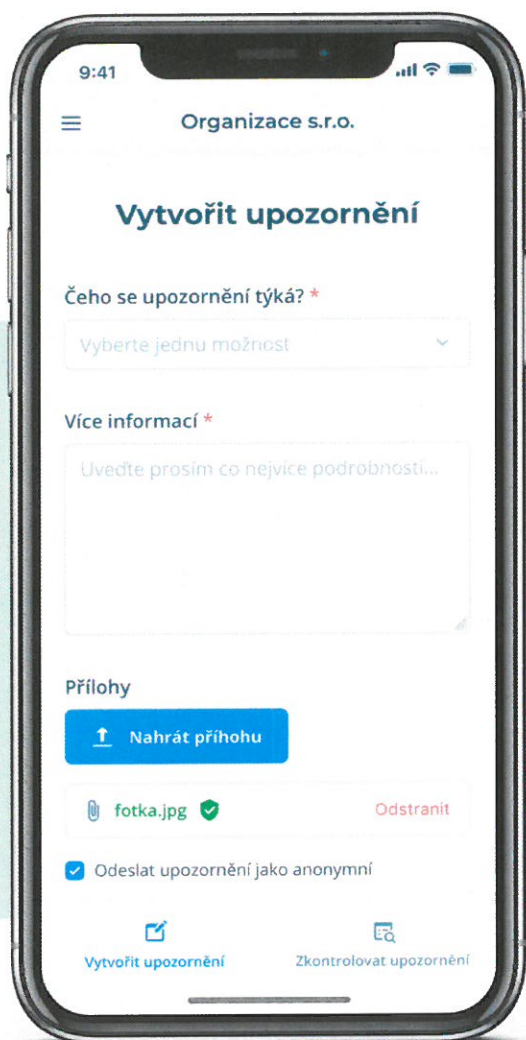 9:41
Organizace s.r.o.
Vytvořit upozornění
Čeho se upozornění týká? *
Vyberte jednu možnost
Více informací *
Uveďte prosím co nejvíce podrobností...
Přílohy
Nahrát příhohu
fotka.jpg
Odstranit
Odeslat upozornění jako anonymní
Vytvořit upozornění
Zkontrolovat upozornění